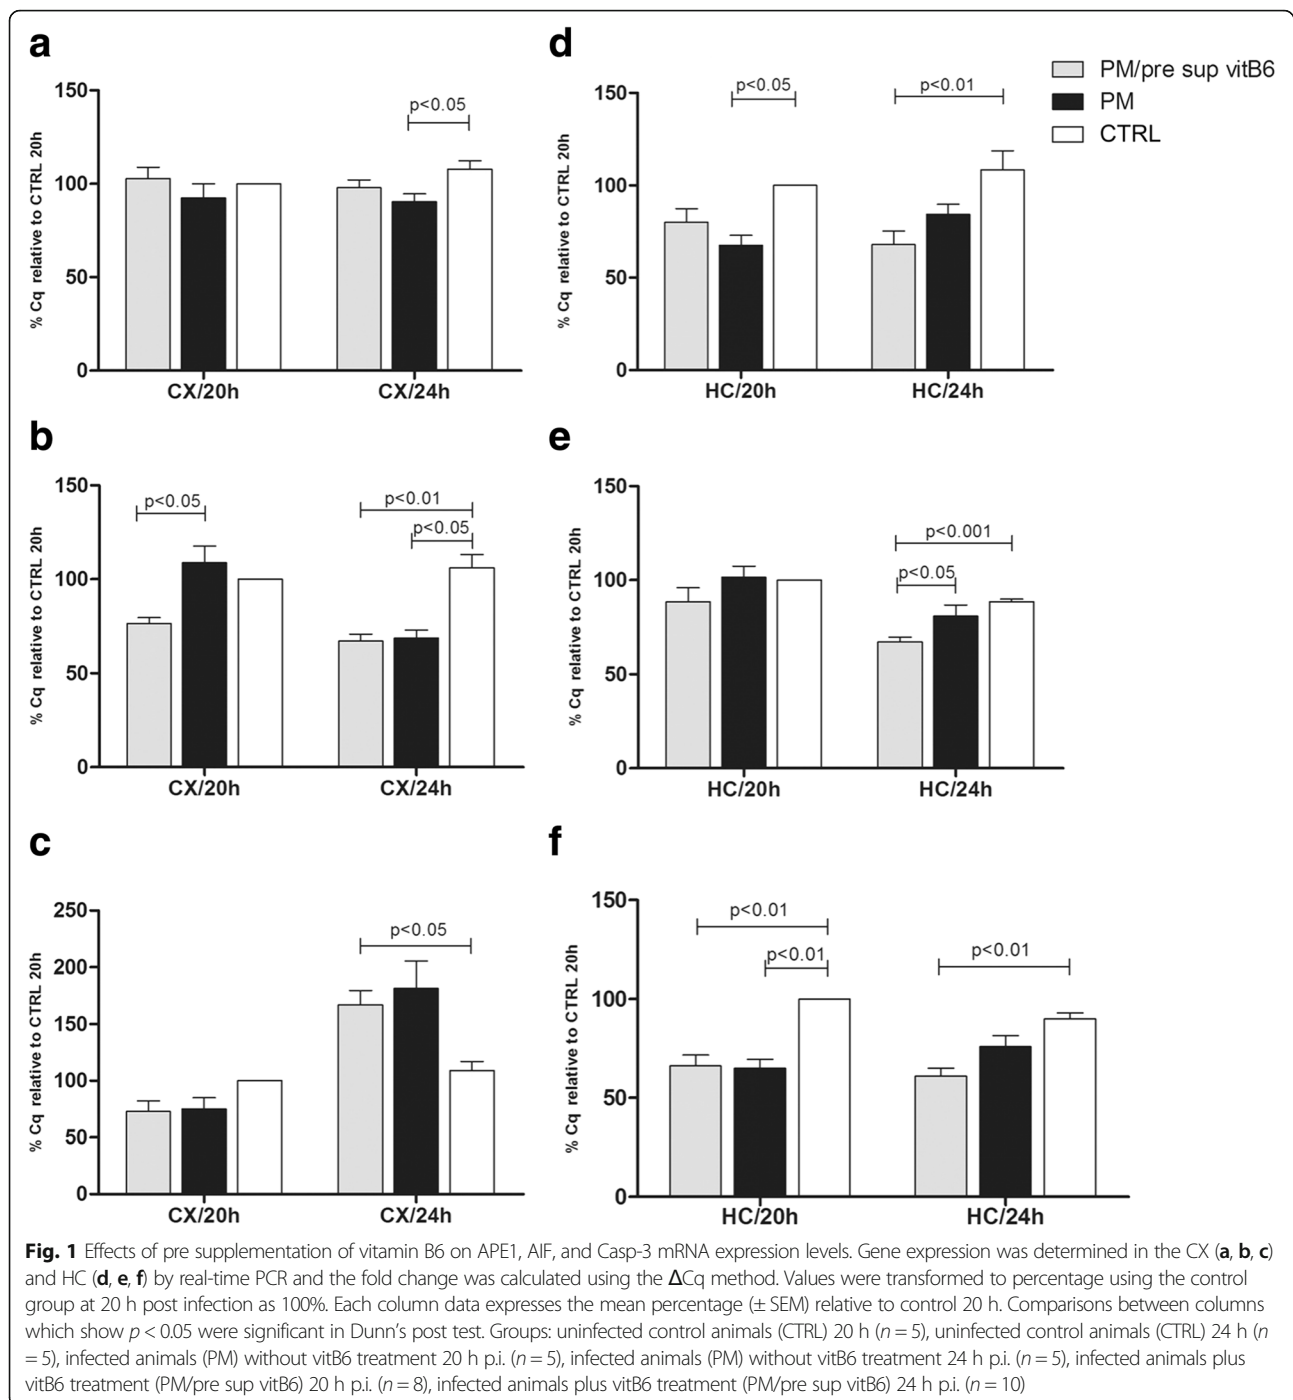 a
% Cq relative to CTRL 20h
150
100
50
0
p<0.05
CX/20h
CX/24h
d
% Cq relative to CTRL 20h
150
100
50
0
p<0.05
p<0.01
HC/20h
HC/24h
PM/pre sup vitB6
PM
CTRL
b
% Cq relative to CTRL 20h
150
100
50
0
p<0.05
p<0.01
p<0.05
CX/20h
CX/24h
e
% Cq relative to CTRL 20h
150
100
50
0
p<0.001
p<0.05
HC/20h
HC/24h
c
% Cq relative to CTRL 20h
250
200
150
100
50
0
p<0.05
CX/20h
CX/24h
f
% Cq relative to CTRL 20h
150
100
50
0
p<0.01
p<0.01
p<0.01
HC/20h
HC/24h
Fig. 1 Effects of pre supplementation of vitamin B6 on APE1, AIF, and Casp-3 mRNA expression levels. Gene expression was determined in the CX (a, b, c)
and HC (d, e, f) by real-time PCR and the fold change was calculated using the ΔCq method. Values were transformed to percentage using the control
group at 20 h post infection as 100%. Each column data expresses the mean percentage (± SEM) relative to control 20 h. Comparisons between columns
which show p < 0.05 were significant in Dunn's post test. Groups: uninfected control animals (CTRL) 20 h (n = 5), uninfected control animals (CTRL) 24 h (n
= 5), infected animals (PM) without vitB6 treatment 20 h p.i. (n = 5), infected animals (PM) without vitB6 treatment 24 h p.i. (n = 5), infected animals plus
vitB6 treatment (PM/pre sup vitB6) 20 h p.i. (n = 8), infected animals plus vitB6 treatment (PM/pre sup vitB6) 24 h p.i. (n = 10)